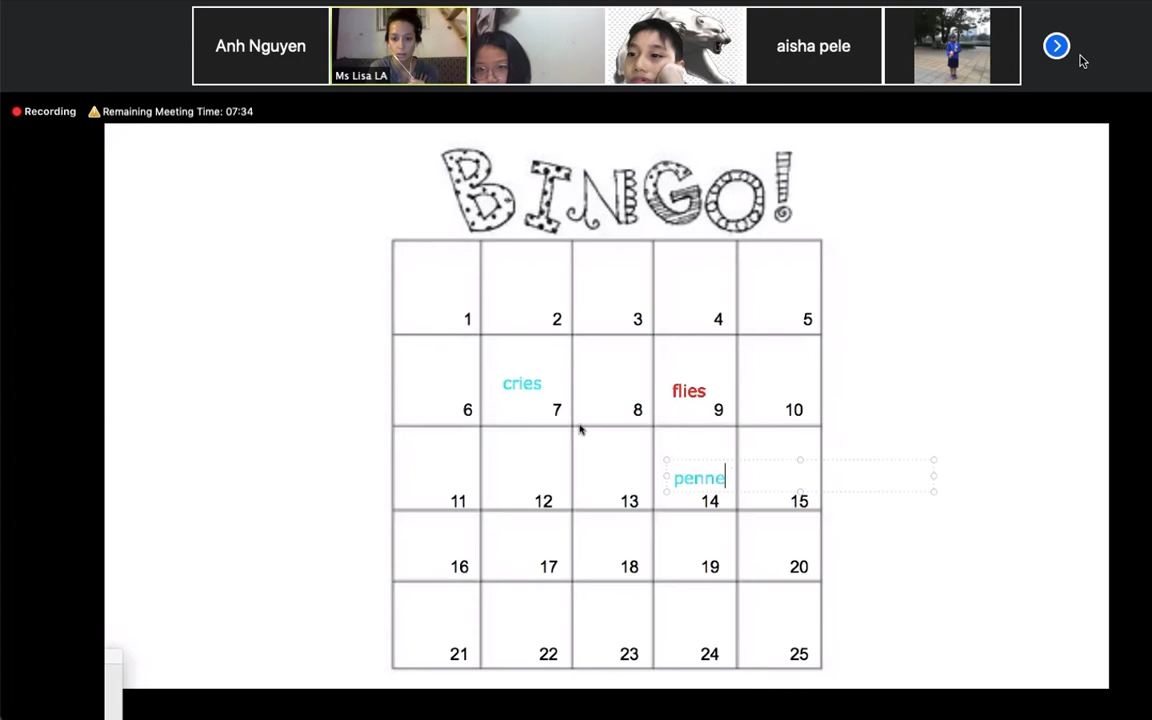 Anh Nguyen
Ms Lisa LA
aisha pele
Recording
Remaining Meeting Time: 07:34
BINGO!
1 2 3 4 5
cries flies
6 7 8 9 10
penne
11 12 13 14 15
16 17 18 19 20
21 22 23 24 25